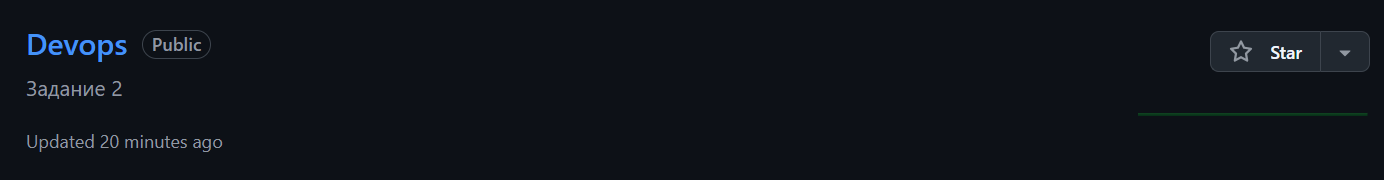 Devops Public
Star
Задание 2
Updated 20 minutes ago